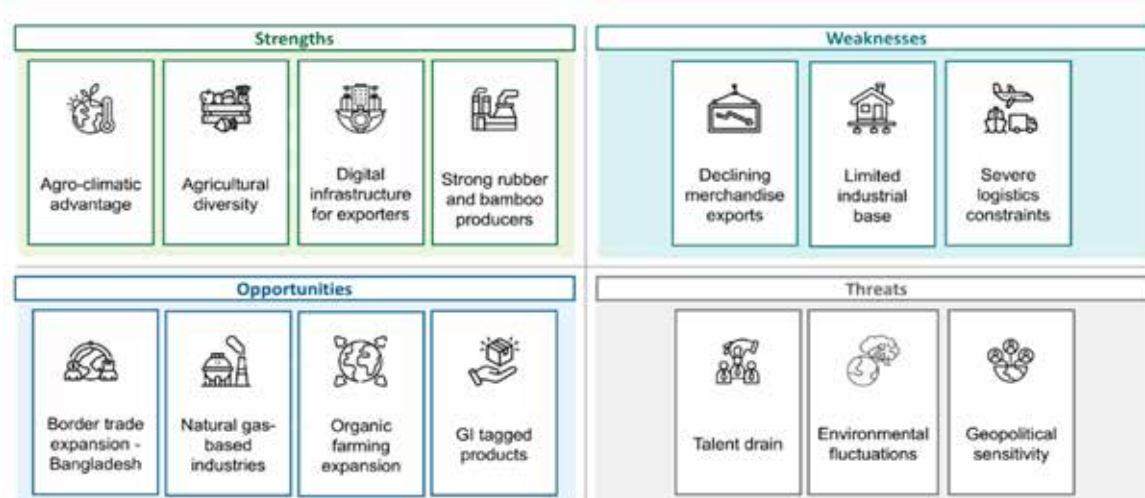 Strengths
Agro-climatic
advantage
Agricultural
diversity
Digital
infrastructure
for exporters
Strong rubber
and bamboo
producers
Weaknesses
Declining
merchandise
exports
Limited
industrial
base
Severe
logistics
constraints
Opportunities
Border trade
expansion -
Bangladesh
Natural gas-
based
industries
Organic
farming
expansion
GI tagged
products
Threats
Talent drain
Environmental
fluctuations
Geopolitical
sensitivity